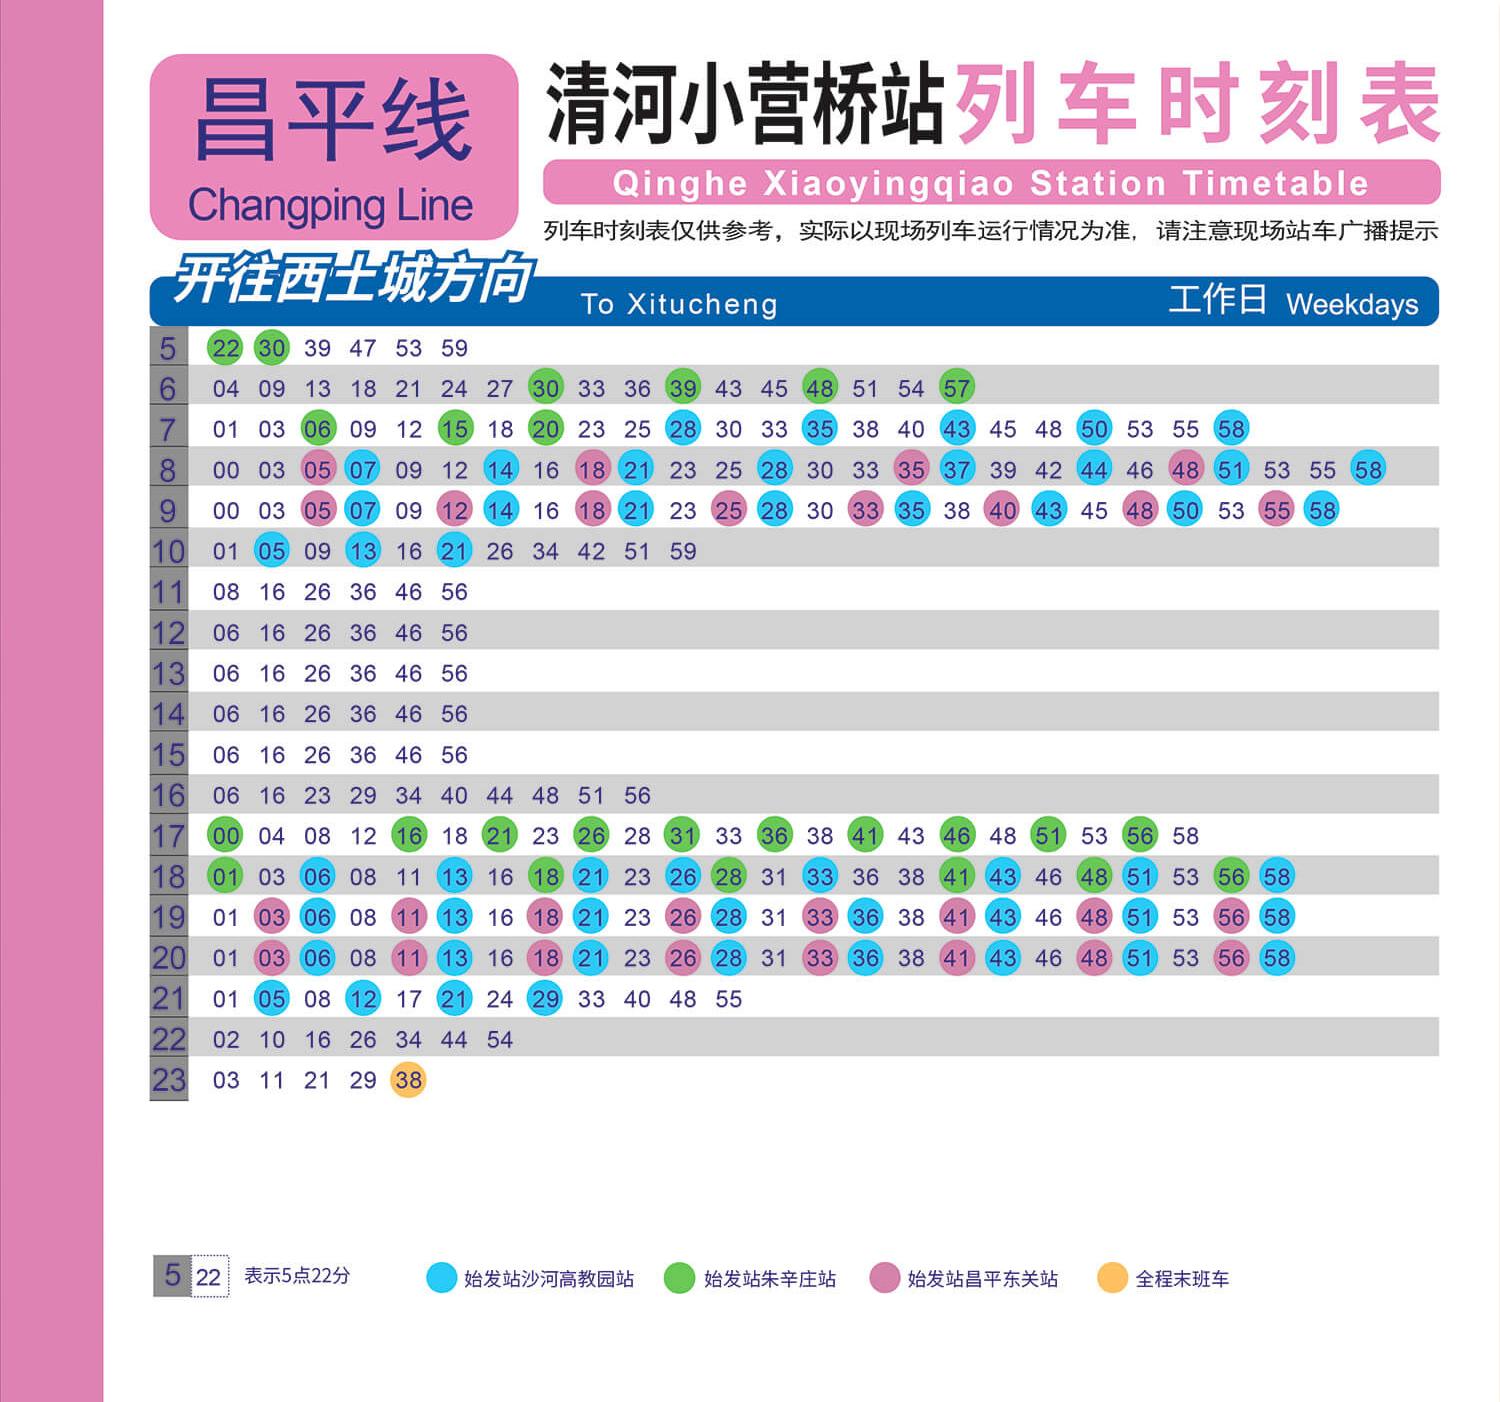 昌平线
Changping Line
清河小营桥站列车时刻表
Qinghe Xiaoyingqiao Station Timetable
列车时刻表仅供参考，实际以现场列车运行情况为准，请注意现场站车广播提示
开往西土城方向 To Xitucheng 工作日 Weekdays
5 22 30 39 47 53 59
6 04 09 13 18 21 24 27 30 33 36 39 43 45 48 51 54 57
7 01 03 06 09 12 15 18 20 23 25 28 30 33 35 38 40 43 45 48 50 53 55 58
8 00 03 05 07 09 12 14 16 18 21 23 25 28 30 33 35 37 39 42 44 46 48 51 53 55 58
9 00 03 05 07 09 12 14 16 18 21 23 25 28 30 33 35 38 40 43 45 48 50 53 55 58
10 01 05 09 13 16 21 26 34 42 51 59
11 08 16 26 36 46 56
12 06 16 26 36 46 56
13 06 16 26 36 46 56
14 06 16 26 36 46 56
15 06 16 26 36 46 56
16 06 16 23 29 34 40 44 48 51 56
17 00 04 08 12 16 18 21 23 26 28 31 33 36 38 41 43 46 48 51 53 56 58
18 01 03 06 08 11 13 16 18 21 23 26 28 31 33 36 38 41 43 46 48 51 53 56 58
19 01 03 06 08 11 13 16 18 21 23 26 28 31 33 36 38 41 43 46 48 51 53 56 58
20 01 03 06 08 11 13 16 18 21 23 26 28 31 33 36 38 41 43 46 48 51 53 56 58
21 01 05 08 12 17 21 24 29 33 40 48 55
22 02 10 16 26 34 44 54
23 03 11 21 29 38
5 22 表示5点22分 始发站沙河高教园站 始发站朱辛庄站 始发站昌平东关站 全程末班车